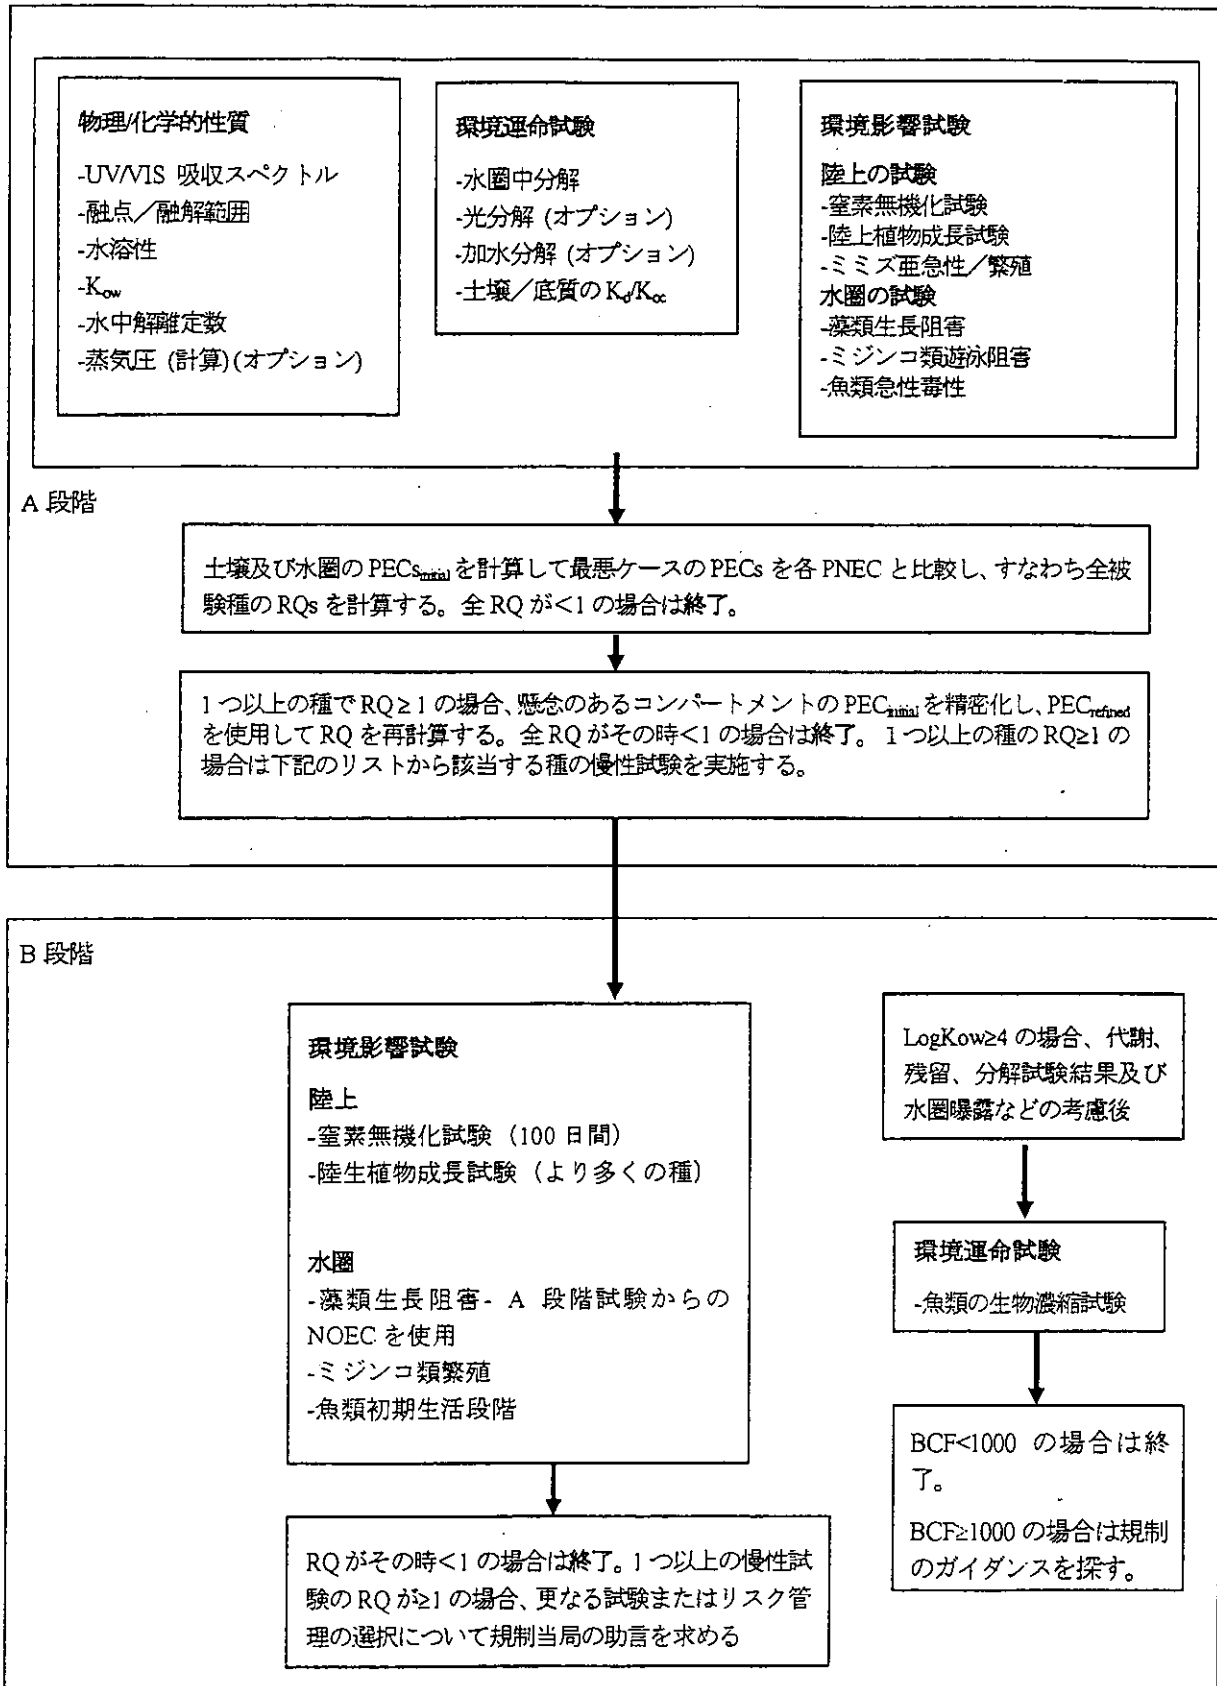 物理/化学的性質
-UV/VIS 吸収スペクトル
-融点／融解範囲
-水溶性
-Kow
-水中解離定数
-蒸気圧 (計算) (オプション)
環境運命試験
-水圏中分解
-光分解 (オプション)
-加水分解 (オプション)
-土壌／底質の Kd/Koc
環境影響試験
陸上の試験
-窒素無機化試験
-陸上植物成長試験
-ミミズ亜急性／繁殖
水圏の試験
-藻類生長阻害
-ミジンコ類遊泳阻害
-魚類急性毒性
A 段階
土壌及び水圏の PECsinitial を計算して最悪ケースの PECs を各 PNEC と比較し、すなわち全被
験種の RQs を計算する。全 RQ が＜1 の場合は終了。
1 つ以上の種で RQ ≥ 1 の場合、懸念のあるコンパートメントの PECinitial を精密化し、PECrefined
を使用して RQ を再計算する。全 RQ がその時＜1 の場合は終了。 1 つ以上の種の RQ≥1 の
場合は下記のリストから該当する種の慢性試験を実施する。
B 段階
環境影響試験
陸上
-窒素無機化試験（100 日間）
-陸生植物成長試験（より多くの種）
水圏
-藻類生長阻害- A 段階試験からの
NOEC を使用
-ミジンコ類繁殖
-魚類初期生活段階
RQ がその時＜1 の場合は終了。1 つ以上の慢性試
験の RQ が≥1 の場合、更なる試験またはリスク管
理の選択について規制当局の助言を求める
LogKow≥4 の場合、代謝、
残留、分解試験結果及び
水圏曝露などの考慮後
環境運命試験
-魚類の生物濃縮試験
BCF<1000 の場合は終
了。
BCF≥1000 の場合は規制
のガイダンスを探す。